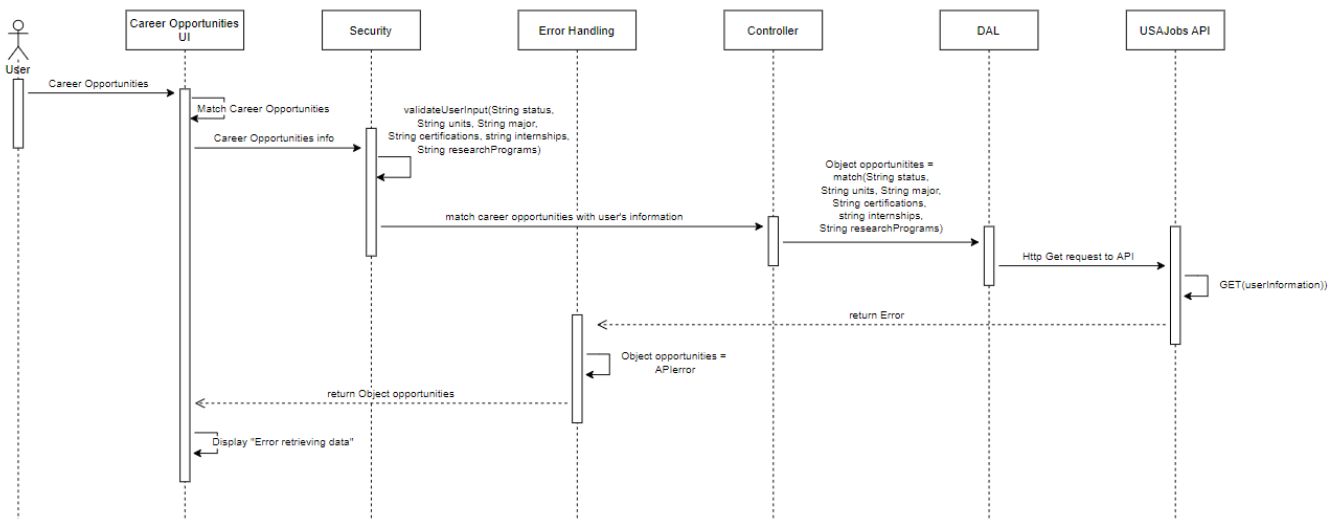 Career Opportunities
UI
Security
Error Handling
Controller
DAL
USAJobs API
User
Career Opportunities
Match Career Opportunities
validateUserInput(String status,
String units, String major,
String certifications, string internships,
String researchPrograms)
Career Opportunities info
Object opportunitites =
match(String status,
String units, String major,
String certifications,
string internships,
String researchPrograms)
match career opportunities with user's information
Http Get request to API
GET(userInformation))
return Error
Object opportunities =
APIerror
return Object opportunities
Display "Error retrieving data"